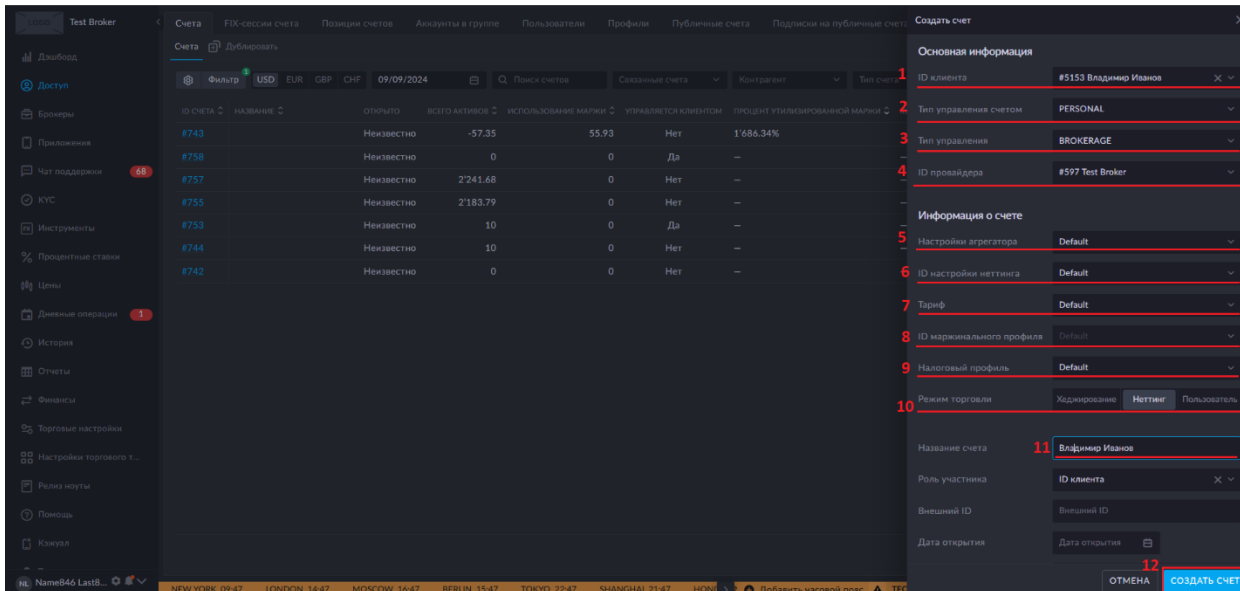 LOGO Test Broker
Дэшборд
Доступ
Брокеры
Приложения
Чат поддержки 68
KYC
Инструменты
Процентные ставки
Цены
Дневные операции 1
История
Отчеты
Финансы
Торговые настройки
Настройки торгового т...
Релиз ноуты
Помощь
Кэжуал
NL Name846 Last8...
Счета FIX-сессии счета Позиции счетов Аккаунты в группе Пользователи Профили Публичные счета Подписки на публичные счет
Счета Дублировать
Фильтр 1 USD EUR GBP CHF 09/09/2024 Поиск счетов Связанные счета Контрагент Тип счета
ID СЧЕТА НАЗВАНИЕ ОТКРЫТО ВСЕГО АКТИВОВ ИСПОЛЬЗОВАНИЕ МАРЖИ УПРАВЛЯЕТСЯ КЛИЕНТОМ ПРОЦЕНТ УТИЛИЗИРОВАННОЙ МАРЖИ
#743 Неизвестно -57.35 55.93 Нет 1'686.34%
#758 Неизвестно 0 0 Да —
#757 Неизвестно 2'241.68 0 Нет —
#755 Неизвестно 2'183.79 0 Нет —
#753 Неизвестно 10 0 Да —
#744 Неизвестно 10 0 Нет —
#742 Неизвестно 0 0 Нет —
NEW YORK 09:47 LONDON 14:47 MOSCOW 16:47 BERLIN 15:47 TOKYO 22:47 SHANGHAI 21:47 HON Добавить часовой пояс
Создать счет
Основная информация
1 ID клиента #5153 Владимир Иванов
2 Тип управления счетом PERSONAL
3 Тип управления BROKERAGE
4 ID провайдера #597 Test Broker
Информация о счете
5 Настройки агрегатора Default
6 ID настройки неттинга Default
7 Тариф Default
8 ID маржинального профиля Default
9 Налоговый профиль Default
10 Режим торговли Хеджирование Неттинг Пользователь
Название счета 11 Владимир Иванов
Роль участника ID клиента
Внешний ID Внешний ID
Дата открытия Дата открытия
12
ОТМЕНА СОЗДАТЬ СЧЕТ